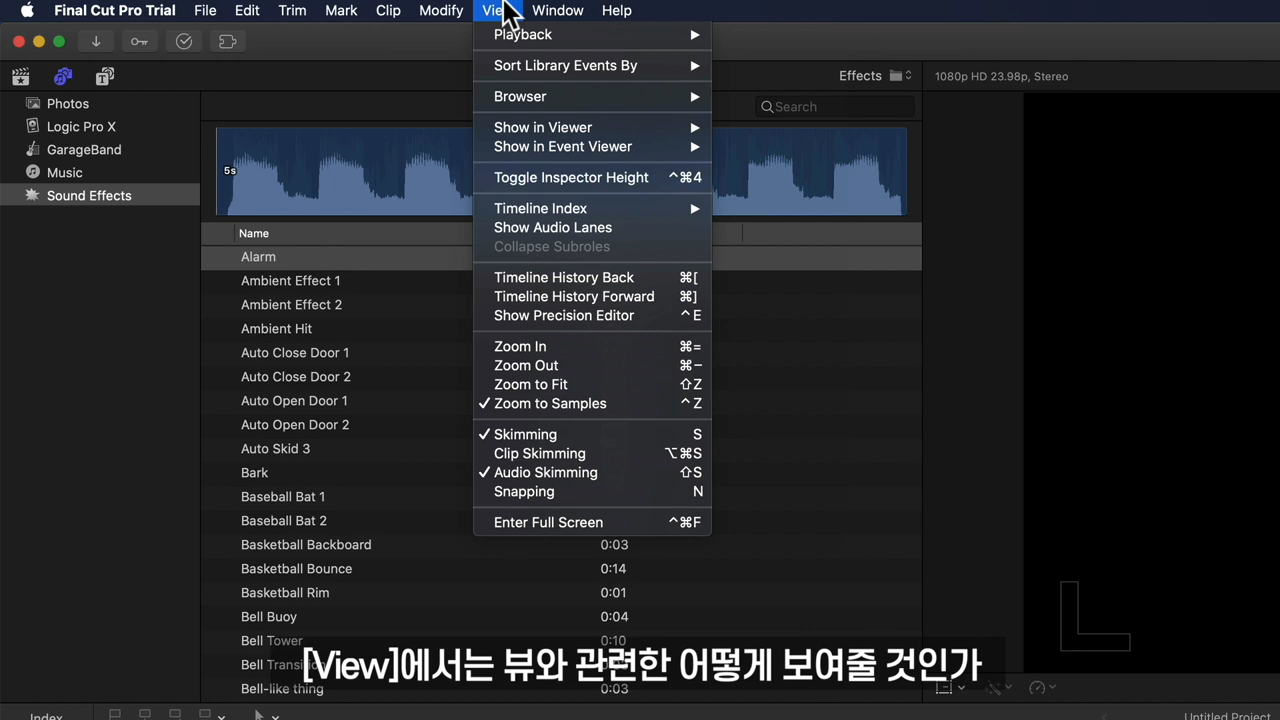 Final Cut Pro Trial File Edit Trim Mark Clip Modify View Window Help
Playback
Sort Library Events By
Browser
Show in Viewer
Show in Event Viewer
Toggle Inspector Height ^⌘4
Timeline Index
Show Audio Lanes
Collapse Subroles
Timeline History Back ⌘[
Timeline History Forward ⌘]
Show Precision Editor ^E
Zoom In ⌘=
Zoom Out ⌘−
Zoom to Fit ⇧Z
✓ Zoom to Samples ^Z
✓ Skimming S
Clip Skimming ⌥⌘S
✓ Audio Skimming ⇧S
Snapping N
Enter Full Screen ^⌘F
Effects
1080p HD 23.98p, Stereo
Search
Photos
Logic Pro X
GarageBand
Music
Sound Effects
5s
Name
Alarm
Ambient Effect 1
Ambient Effect 2
Ambient Hit
Auto Close Door 1
Auto Close Door 2
Auto Open Door 1
Auto Open Door 2
Auto Skid 3
Bark
Baseball Bat 1
Baseball Bat 2
Basketball Backboard 0:03
Basketball Bounce 0:14
Basketball Rim 0:01
Bell Buoy 0:04
Bell Tower 0:10
Bell Transiti
Bell-like thing 0:03
[View]에서는 뷰와 관련한 어떻게 보여줄 것인가
Index
Untitled Project